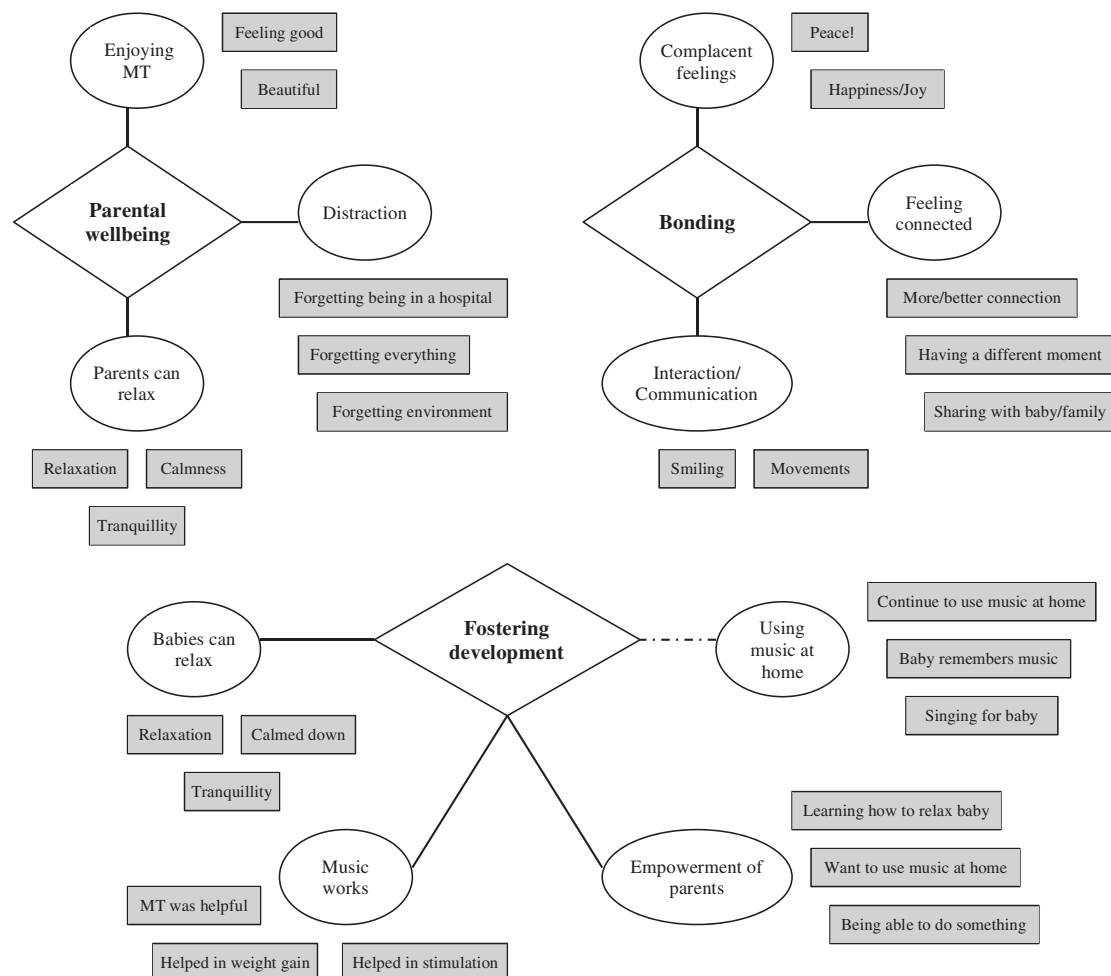 Enjoying
MT
Feeling good
Beautiful
Parental
wellbeing
Distraction
Forgetting being in a hospital
Forgetting everything
Forgetting environment
Parents can
relax
Relaxation
Calmness
Tranquillity
Complacent
feelings
Peace!
Happiness/Joy
Bonding
Feeling
connected
More/better connection
Having a different moment
Sharing with baby/family
Interaction/
Communication
Smiling
Movements
Fostering
development
Babies can
relax
Relaxation
Calmed down
Tranquillity
Using
music at
home
Continue to use music at home
Baby remembers music
Singing for baby
Music
works
MT was helpful
Helped in weight gain
Helped in stimulation
Empowerment of
parents
Learning how to relax baby
Want to use music at home
Being able to do something